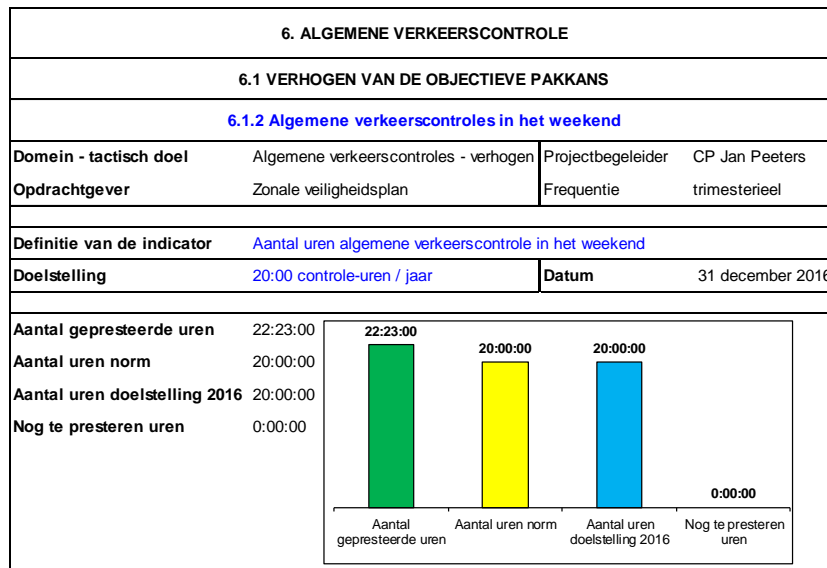 6. ALGEMENE VERKEERSCONTROLE
6.1 VERHOGEN VAN DE OBJECTIEVE PAKKANS
6.1.2 Algemene verkeerscontroles in het weekend
Domein - tactisch doel Algemene verkeerscontroles - verhogen Projectbegeleider CP Jan Peeters
Opdrachtgever Zonale veiligheidsplan Frequentie trimesterieel
Definitie van de indicator Aantal uren algemene verkeerscontrole in het weekend
Doelstelling 20:00 controle-uren / jaar Datum 31 december 2016
Aantal gepresteerde uren 22:23:00
Aantal uren norm 20:00:00
Aantal uren doelstelling 2016 20:00:00
Nog te presteren uren 0:00:00
22:23:00
20:00:00
20:00:00
0:00:00
Aantal
gepresteerde uren
Aantal uren norm
Aantal uren
doelstelling 2016
Nog te presteren
uren